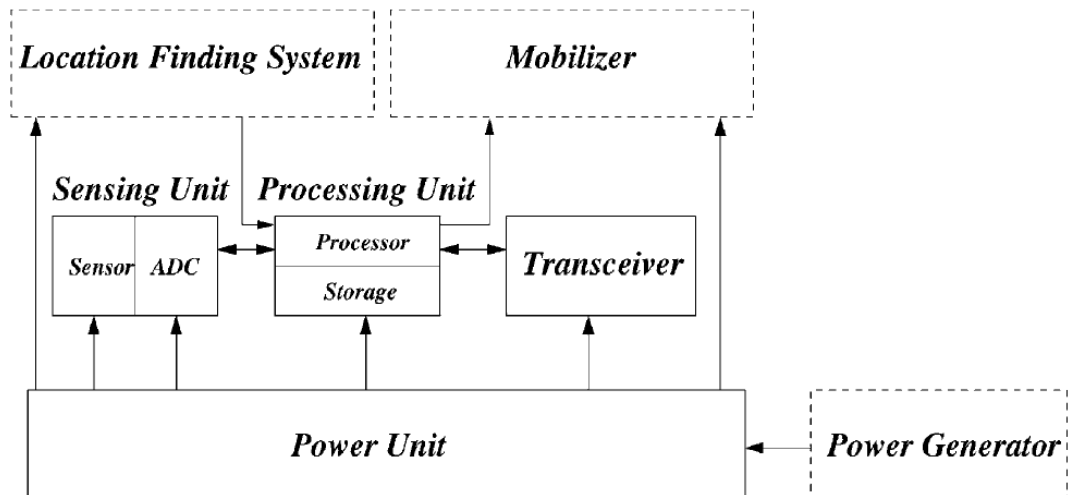 Location Finding System
Mobilizer
Sensing Unit
Processing Unit
Sensor
ADC
Processor
Storage
Transceiver
Power Unit
Power Generator